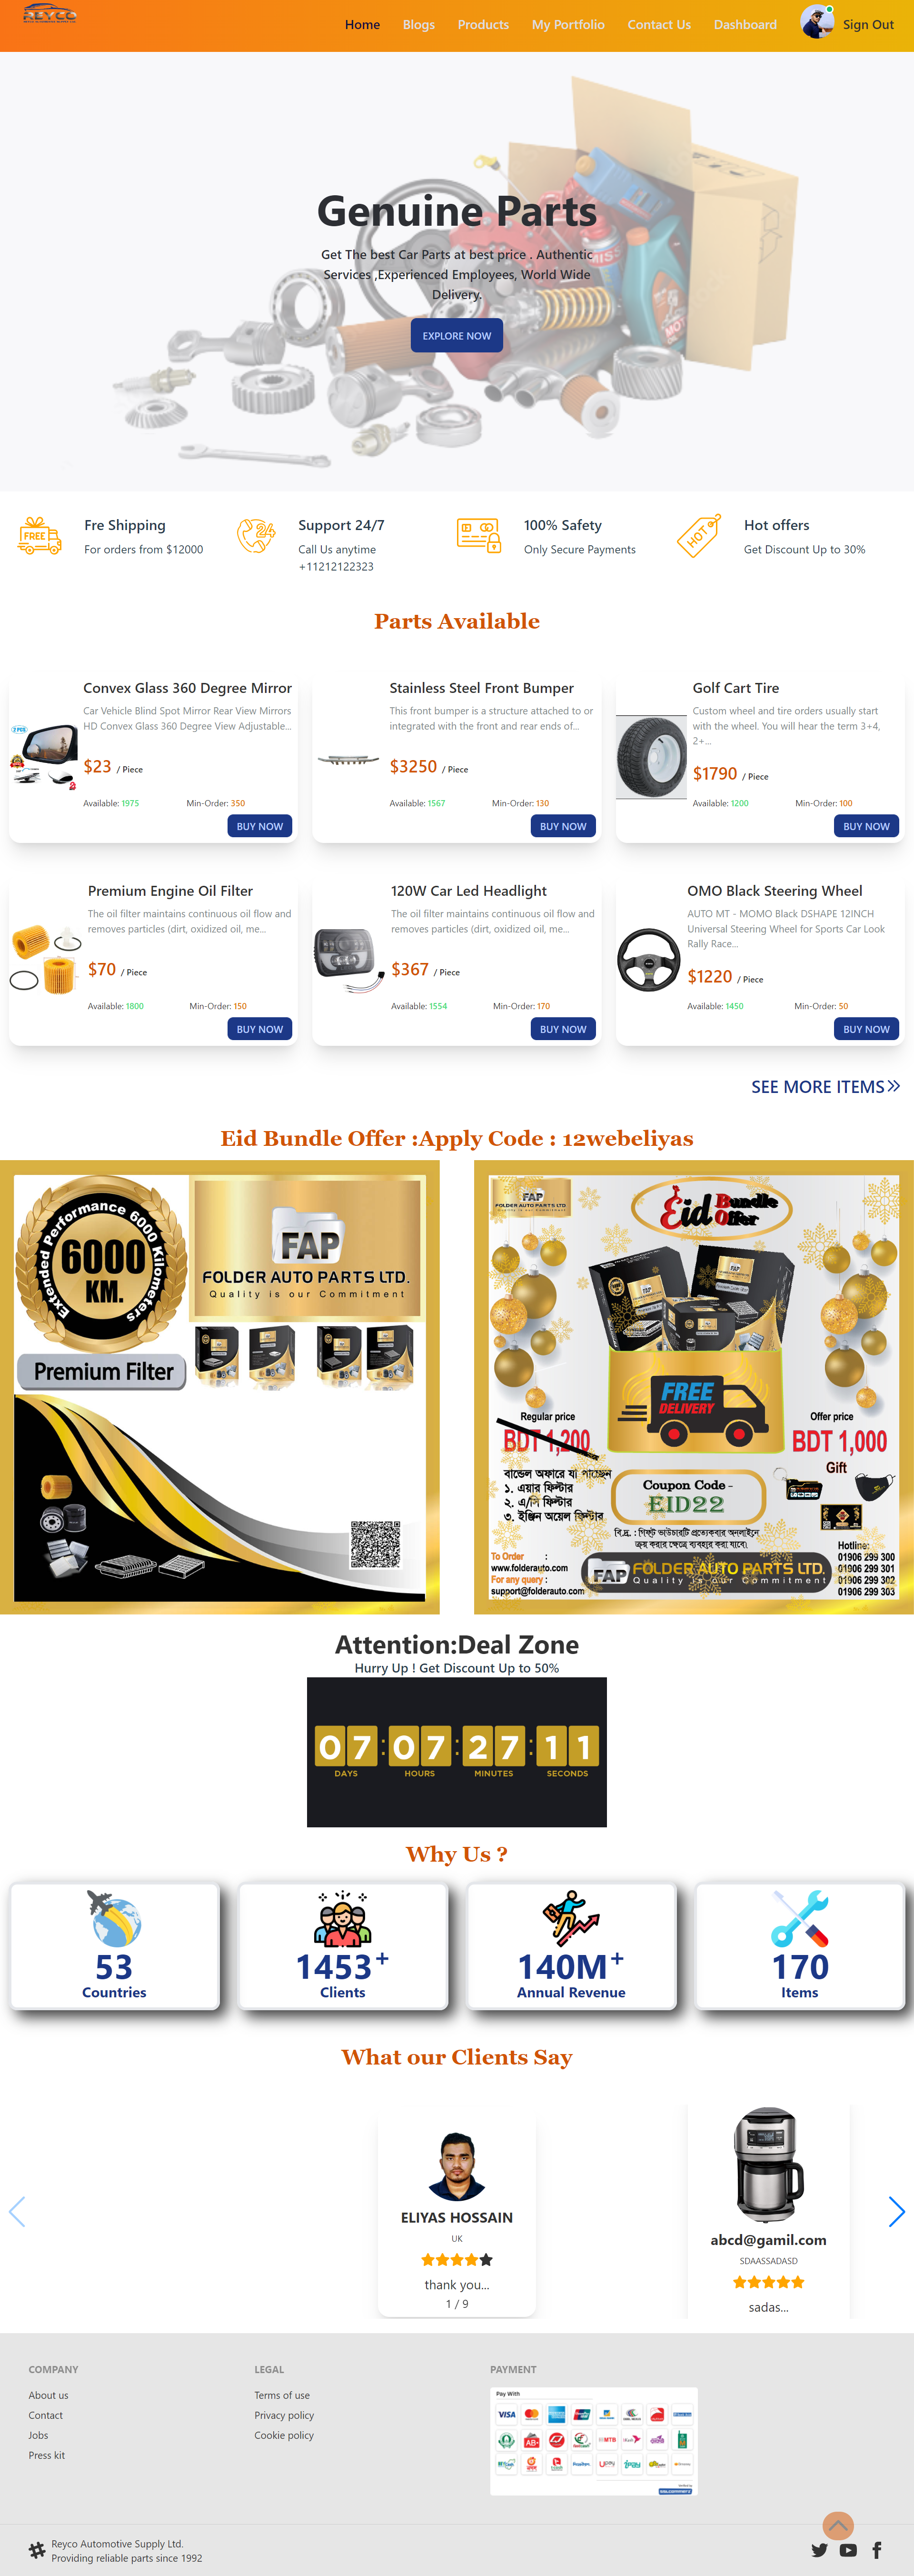 REYCO
Home
Blogs
Products
My Portfolio
Contact Us
Dashboard
Sign Out
Genuine Parts
Get The best Car Parts at best price . Authentic
Services ,Experienced Employees, World Wide
Delivery.
EXPLORE NOW
FREE
Fre Shipping
For orders from $12000
24
Support 24/7
Call Us anytime
+11212122323
100% Safety
Only Secure Payments
HOT
Hot offers
Get Discount Up to 30%
Parts Available
Convex Glass 360 Degree Mirror
Car Vehicle Blind Spot Mirror Rear View Mirrors
HD Convex Glass 360 Degree View Adjustable...
$23 / Piece
Available: 1975
Min-Order: 350
BUY NOW
Stainless Steel Front Bumper
This front bumper is a structure attached to or
integrated with the front and rear ends of...
$3250 / Piece
Available: 1567
Min-Order: 130
BUY NOW
Golf Cart Tire
Custom wheel and tire orders usually start
with the wheel. You will hear the term 3+4,
2+...
$1790 / Piece
Available: 1200
Min-Order: 100
BUY NOW
Premium Engine Oil Filter
The oil filter maintains continuous oil flow and
removes particles (dirt, oxidized oil, me...
$70 / Piece
Available: 1800
Min-Order: 150
BUY NOW
120W Car Led Headlight
The oil filter maintains continuous oil flow and
removes particles (dirt, oxidized oil, me...
$367 / Piece
Available: 1554
Min-Order: 170
BUY NOW
OMO Black Steering Wheel
AUTO MT - MOMO Black DSHAPE 12INCH
Universal Steering Wheel for Sports Car Look
Rally Race...
$1220 / Piece
Available: 1450
Min-Order: 50
BUY NOW
SEE MORE ITEMS
Eid Bundle Offer :Apply Code : 12webeliyas
Extended Performance 6000 Kilometers
6000
KM.
Premium Filter
FAP
FOLDER AUTO PARTS LTD.
Quality is our Commitment
FAP
FOLDER AUTO PARTS LTD
Eid Bundle
Offer
FREE
DELIVERY
Regular price
BDT 1,200
Offer price
BDT 1,000
Gift
বান্ডেল অফারে যা পাচ্ছেন
১. এয়ার ফিল্টার
২. এ/সি ফিল্টার
৩. ইঞ্জিন অয়েল ফিল্টার
Coupon Code -
EID22
বি.দ্র. : গিফট ভাউচারটি প্রত্যেকবার অনলাইনে
ক্রয় করার ক্ষেত্রে ব্যবহার করা যাবে।
To Order :
www.folderauto.com
For any query :
support@folderauto.com
FAP FOLDER AUTO PARTS LTD.
Quality is Our Commitment
Hotline:
01906 299 300
01906 299 301
01906 299 302
01906 299 303
Attention:Deal Zone
Hurry Up ! Get Discount Up to 50%
07:07:27:11
DAYS HOURS MINUTES SECONDS
Why Us ?
53
Countries
1453+
Clients
140M+
Annual Revenue
170
Items
What our Clients Say
ELIYAS HOSSAIN
UK
thank you...
1 / 9
abcd@gamil.com
SDAASSADASD
sadas...
COMPANY
About us
Contact
Jobs
Press kit
LEGAL
Terms of use
Privacy policy
Cookie policy
PAYMENT
Pay With
VISA
Reyco Automotive Supply Ltd.
Providing reliable parts since 1992